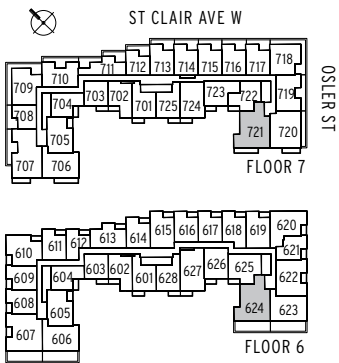 ST CLAIR AVE W
OSLER ST
709 710 711 712 713 714 715 716 717 718
708 704 703 702 701 725 724 723 722 719
705
707 706 721 720
FLOOR 7
610 611 612 613 614 615 616 617 618 619 620
621
609 604 603 602 601 628 627 626 625 622
608 605
607 606 624 623
FLOOR 6